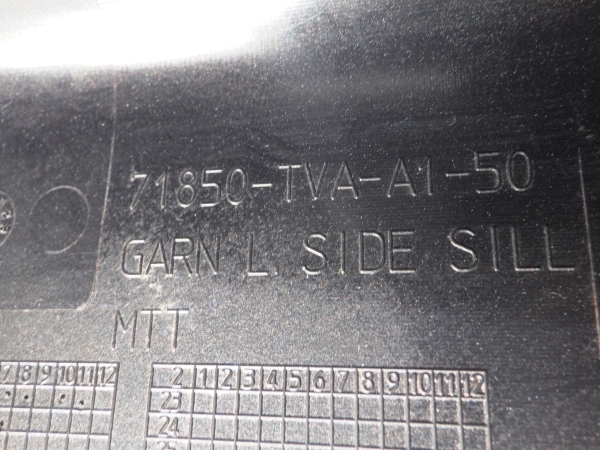 71850-TVA-A1-50
GARN L. SIDE SILL
MTT
7 8 9 10 11 12
2 1 2 3 4 5 6 7 8 9 10 11 12
23
24